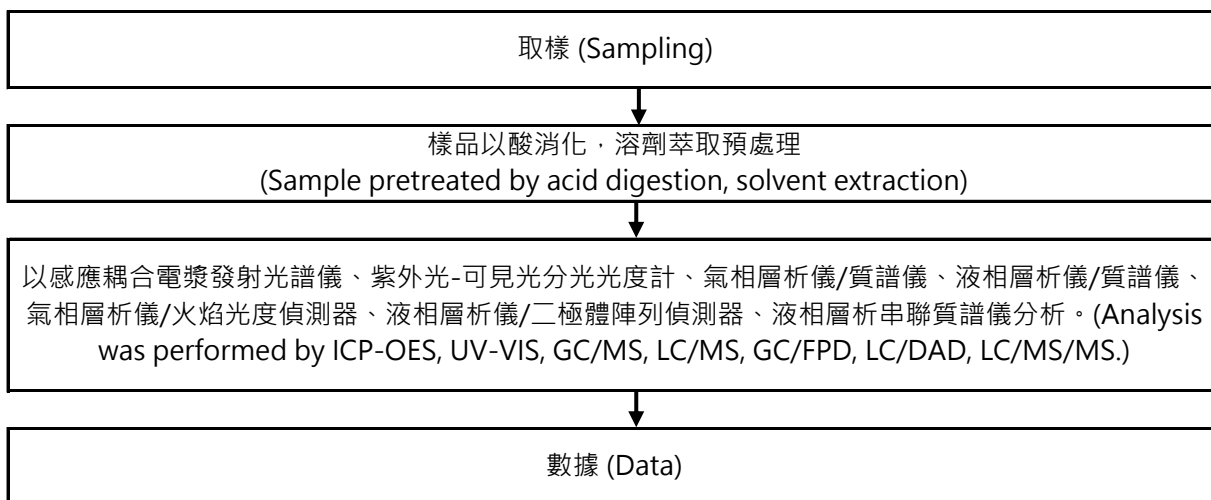 取樣 (Sampling)
樣品以酸消化，溶劑萃取預處理
(Sample pretreated by acid digestion, solvent extraction)
以感應耦合電漿發射光譜儀、紫外光-可見光分光光度計、氣相層析儀/質譜儀、液相層析儀/質譜儀、
氣相層析儀/火焰光度偵測器、液相層析儀/二極體陣列偵測器、液相層析串聯質譜儀分析。(Analysis
was performed by ICP-OES, UV-VIS, GC/MS, LC/MS, GC/FPD, LC/DAD, LC/MS/MS.)
數據 (Data)